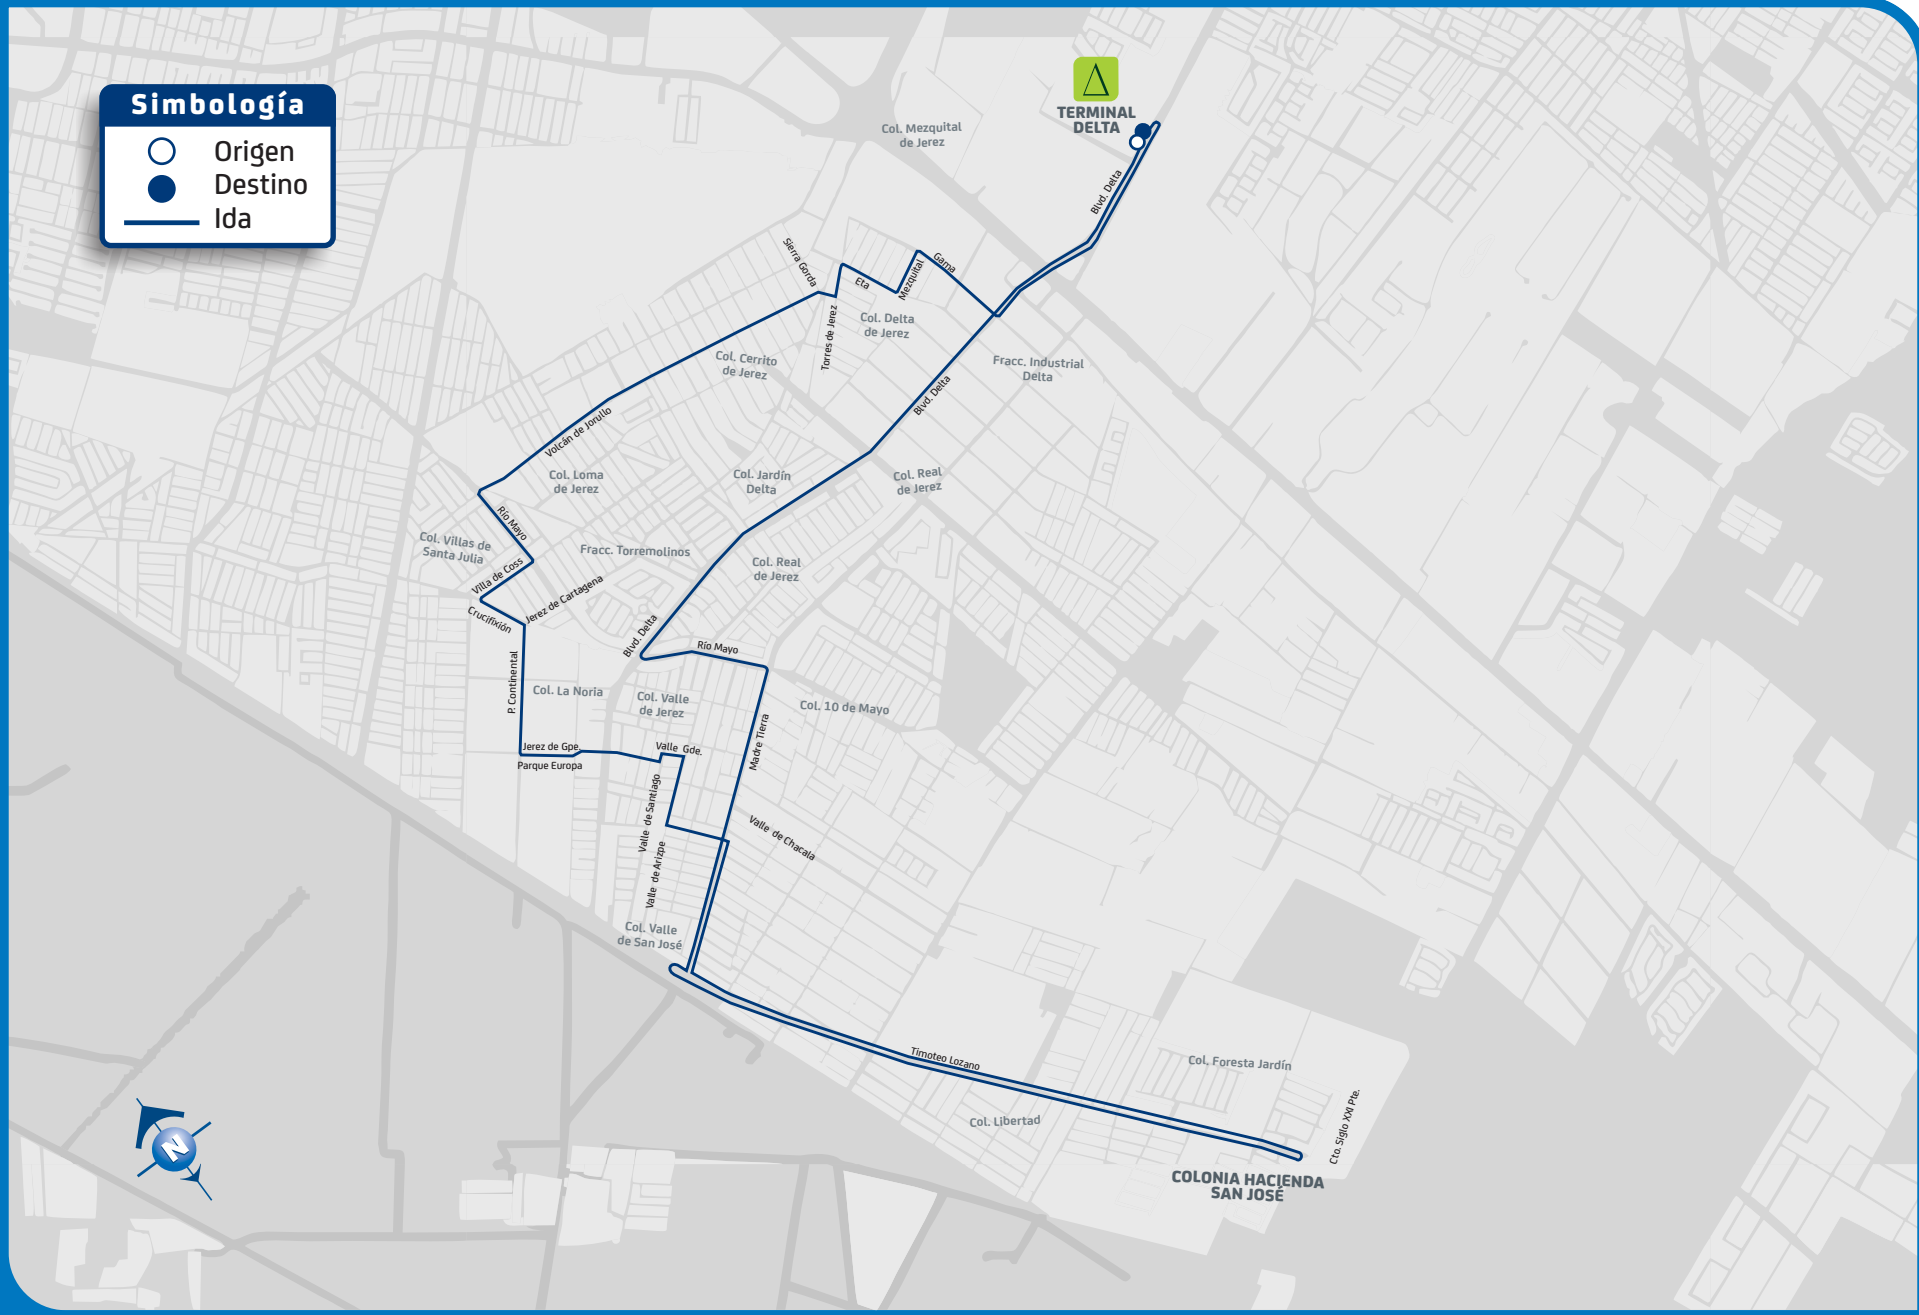 Simbología
Origen
Destino
Ida
TERMINAL
DELTA
Col. Mezquital
de Jerez
Blvd. Delta
Sierra Gorda
Eta
Mezquital
Gama
Torres de Jerez
Col. Delta
de Jerez
Col. Cerrito
de Jerez
Fracc. Industrial
Delta
Blvd. Delta
Volcán de Jorullo
Col. Loma
de Jerez
Col. Jardín
Delta
Col. Real
de Jerez
Río Mayo
Col. Villas de
Santa Julia
Fracc. Torremolinos
Col. Real
de Jerez
Villa de Coss
Jerez de Cartagena
Crucifixión
Blvd. Delta
Río Mayo
P. Continental
Col. La Noria
Col. Valle
de Jerez
Col. 10 de Mayo
Madre Tierra
Jerez de Gpe.
Valle Gde.
Parque Europa
Valle de Santiago
Valle de Chacala
Valle de Arizpe
Col. Valle
de San José
Timoteo Lozano
Col. Foresta Jardín
Col. Libertad
Cto. Siglo XXI Pte.
COLONIA HACIENDA
SAN JOSÉ
N